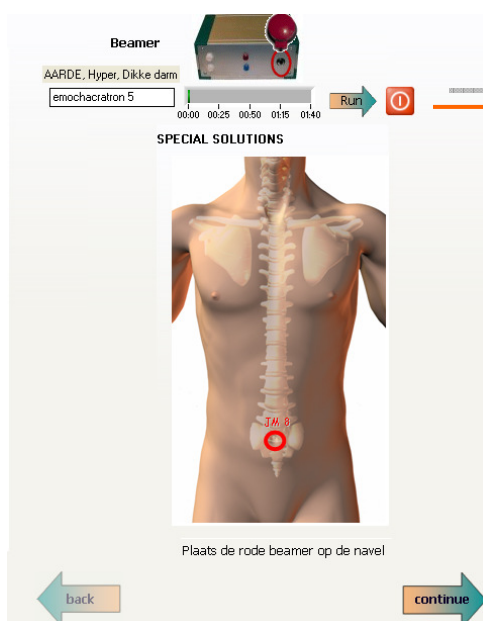 Beamer
AARDE, Hyper, Dikke darm
emochacratron 5
Run
00:00 00:25 00:50 01:15 01:40
SPECIAL SOLUTIONS
JM B
Plaats de rode beamer op de navel
back
continue